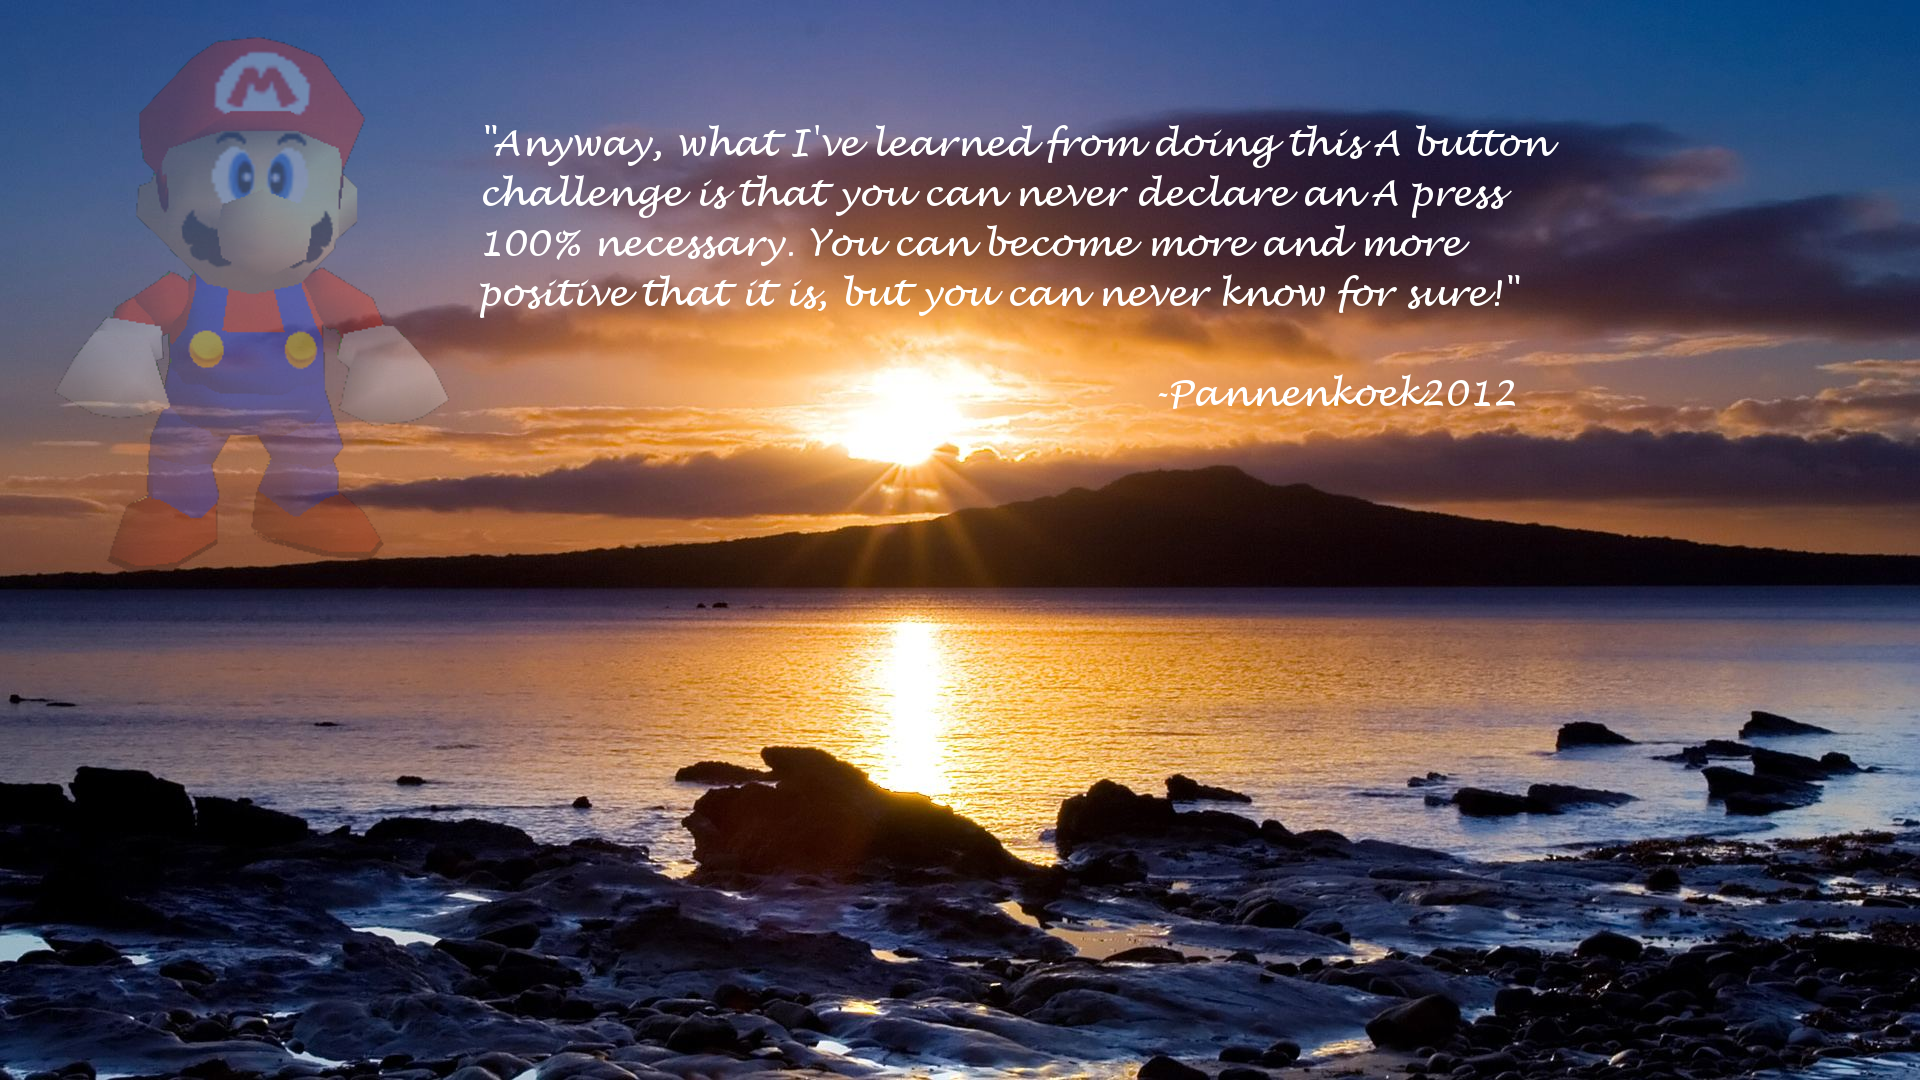 M
"Anyway, what I've learned from doing this A button
challenge is that you can never declare an A press
100% necessary. You can become more and more
positive that it is, but you can never know for sure!"
-Pannenkoek2012